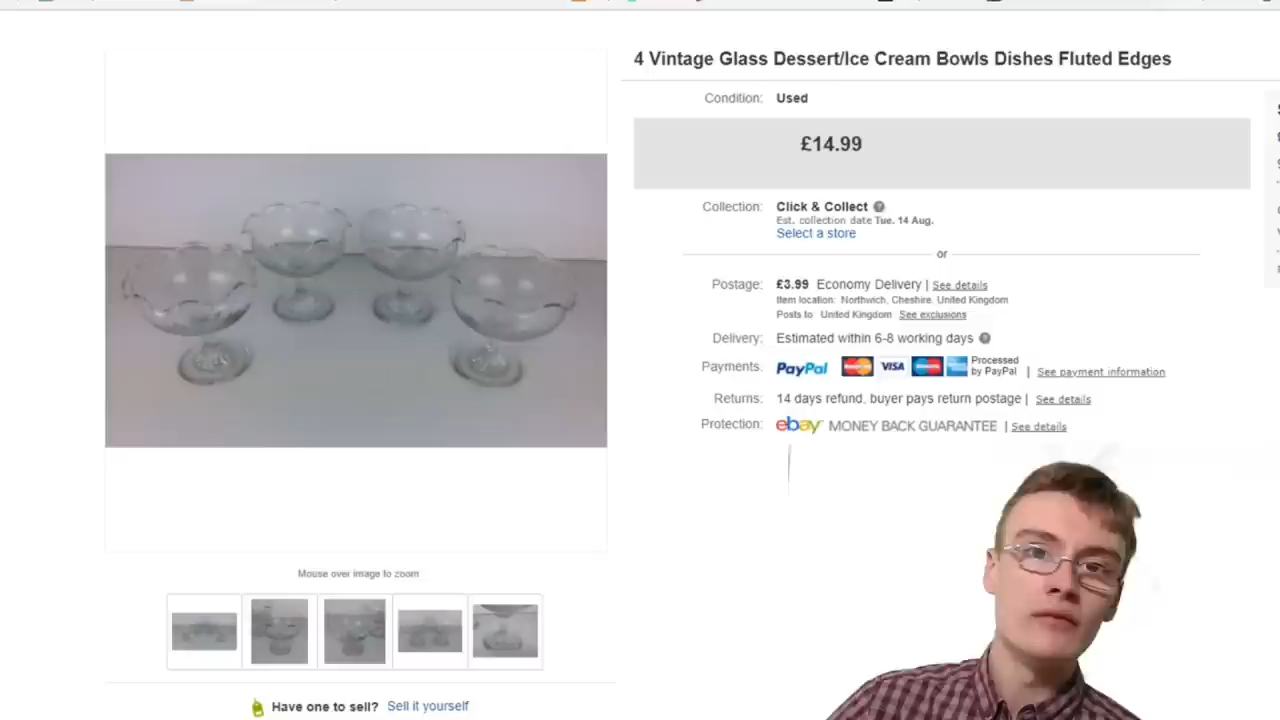 4 Vintage Glass Dessert/Ice Cream Bowls Dishes Fluted Edges
Condition: Used
£14.99
Collection: Click & Collect
Est. collection date Tue. 14 Aug.
Select a store
or
Postage: £3.99 Economy Delivery | See details
Item location: Northwich, Cheshire, United Kingdom
Posts to United Kingdom See exclusions
Delivery: Estimated within 6-8 working days
Payments: PayPal VISA Processed by PayPal | See payment information
Returns: 14 days refund, buyer pays return postage | See details
Protection: ebay MONEY BACK GUARANTEE | See details
Mouse over image to zoom
Have one to sell? Sell it yourself